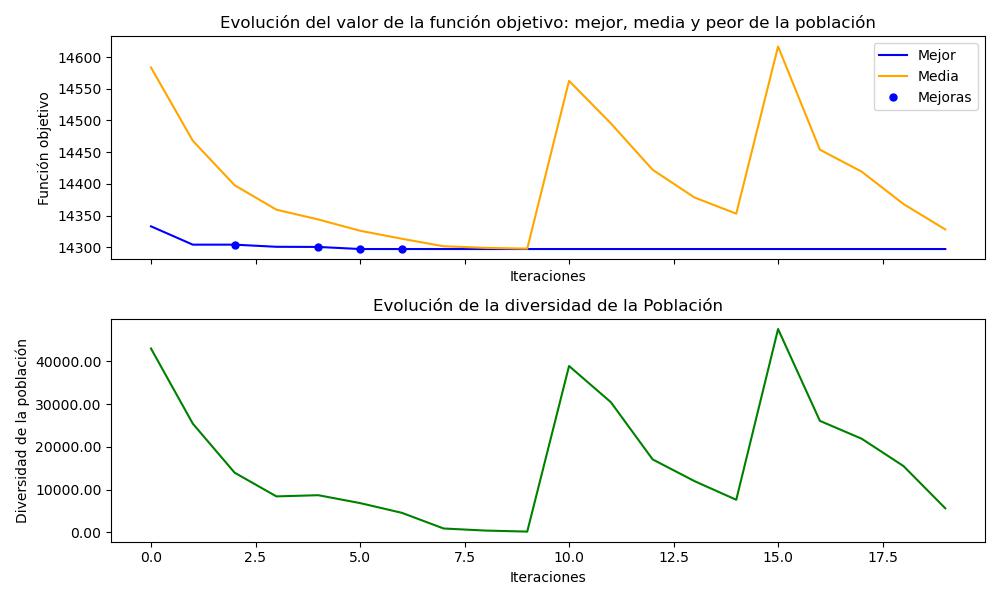 Evolución del valor de la función objetivo: mejor, media y peor de la población
Función objetivo
14600
14550
14500
14450
14400
14350
14300
Mejor
Media
Mejoras
Iteraciones
Evolución de la diversidad de la Población
Diversidad de la población
40000.00
30000.00
20000.00
10000.00
0.00
0.0 2.5 5.0 7.5 10.0 12.5 15.0 17.5
Iteraciones